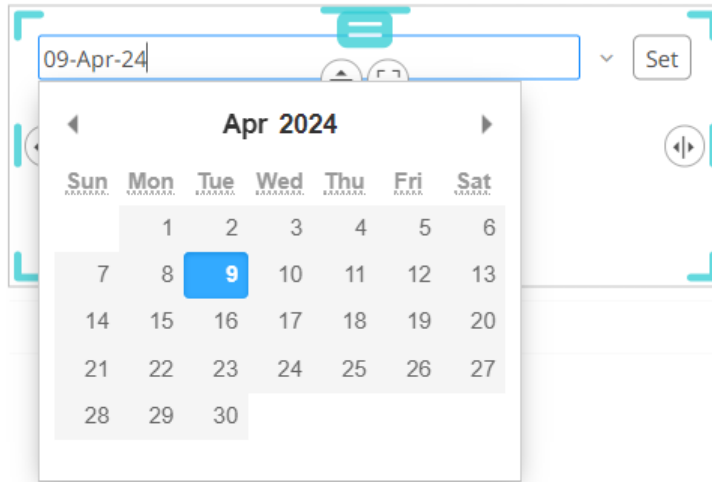 09-Apr-24 Set
Apr 2024
Sun Mon Tue Wed Thu Fri Sat
1 2 3 4 5 6
7 8 9 10 11 12 13
14 15 16 17 18 19 20
21 22 23 24 25 26 27
28 29 30